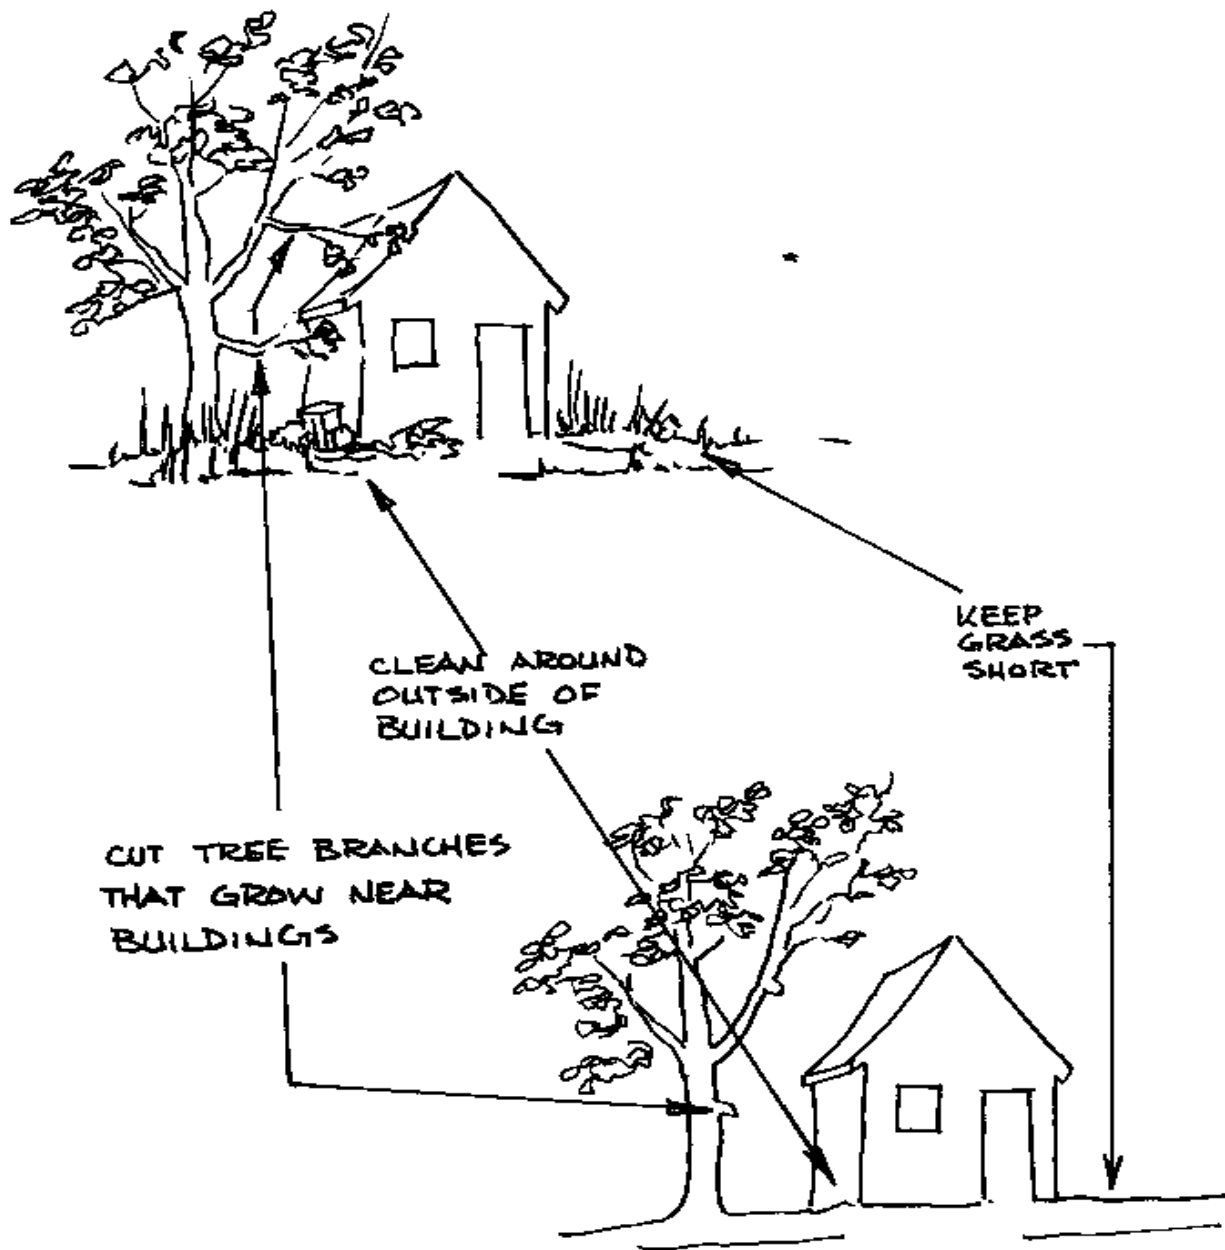 KEEP
GRASS
SHORT
CLEAN AROUND
OUTSIDE OF
BUILDING
CUT TREE BRANCHES
THAT GROW NEAR
BUILDINGS